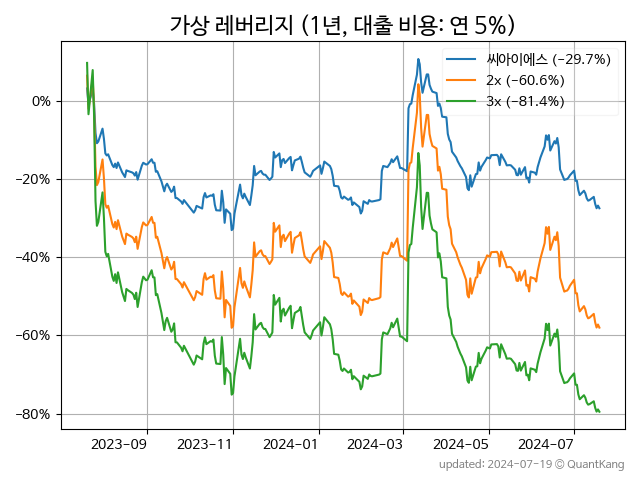 가상 레버리지 (1년, 대출 비용: 연 5%)
씨아이에스 (−29.7%)
2x (−60.6%)
3x (−81.4%)
0%
−20%
−40%
−60%
−80%
2023-09
2023-11
2024-01
2024-03
2024-05
2024-07
updated: 2024-07-19 © QuantKang